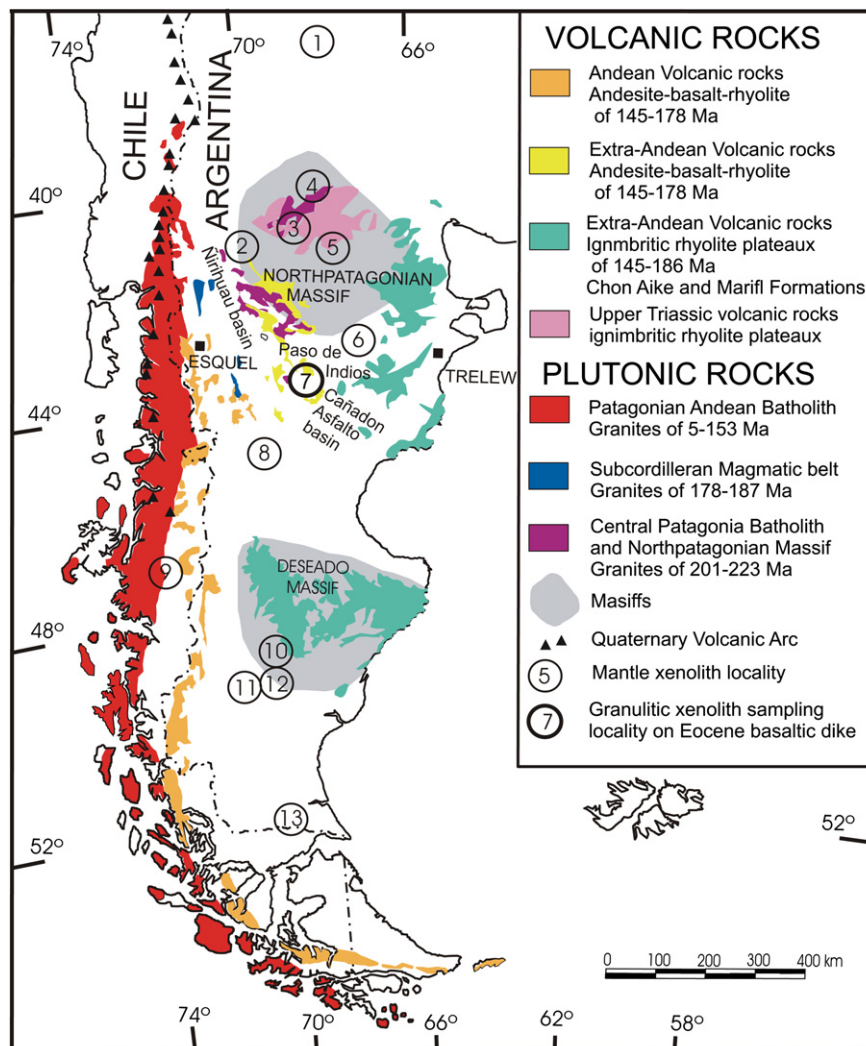 74°
70°
66°
1
CHILE
ARGENTINA
40°
4
3
2
5
NORTHPATAGONIAN
MASSIF
Ñirihuau basin
6
ESQUEL
Paso de
Indios
TRELEW
7
Cañadon
Asfalto
basin
44°
8
9
DESEADO
MASSIF
48°
10
11
12
13
52°
52°
74°
70°
66°
62°
58°
0 100 200 300 400 km
VOLCANIC ROCKS
Andean Volcanic rocks
Andesite-basalt-rhyolite
of 145-178 Ma
Extra-Andean Volcanic rocks
Andesite-basalt-rhyolite
of 145-178 Ma
Extra-Andean Volcanic rocks
Ignmbritic rhyolite plateaux
of 145-186 Ma
Chon Aike and Marifl Formations
Upper Triassic volcanic rocks
ignimbritic rhyolite plateaux
PLUTONIC ROCKS
Patagonian Andean Batholith
Granites of 5-153 Ma
Subcordilleran Magmatic belt
Granites of 178-187 Ma
Central Patagonia Batholith
and Northpatagonian Massif
Granites of 201-223 Ma
Masiffs
Quaternary Volcanic Arc
5 Mantle xenolith locality
7 Granulitic xenolith sampling
locality on Eocene basaltic dike